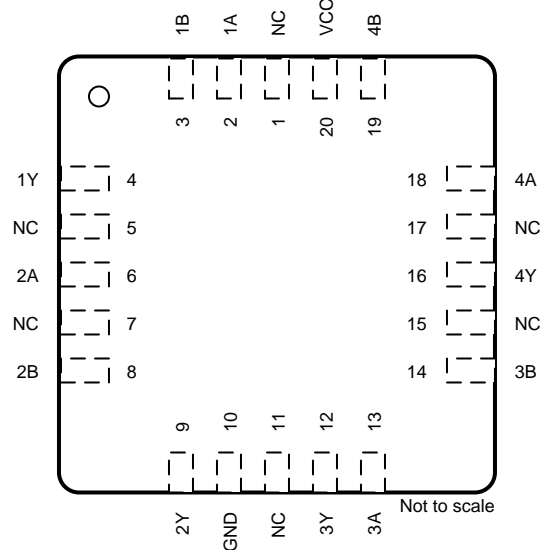 1B 1A NC VCC 4B
3 2 1 20 19
1Y 4 18 4A
NC 5 17 NC
2A 6 16 4Y
NC 7 15 NC
2B 8 14 3B
9 10 11 12 13
2Y GND NC 3Y 3A
Not to scale